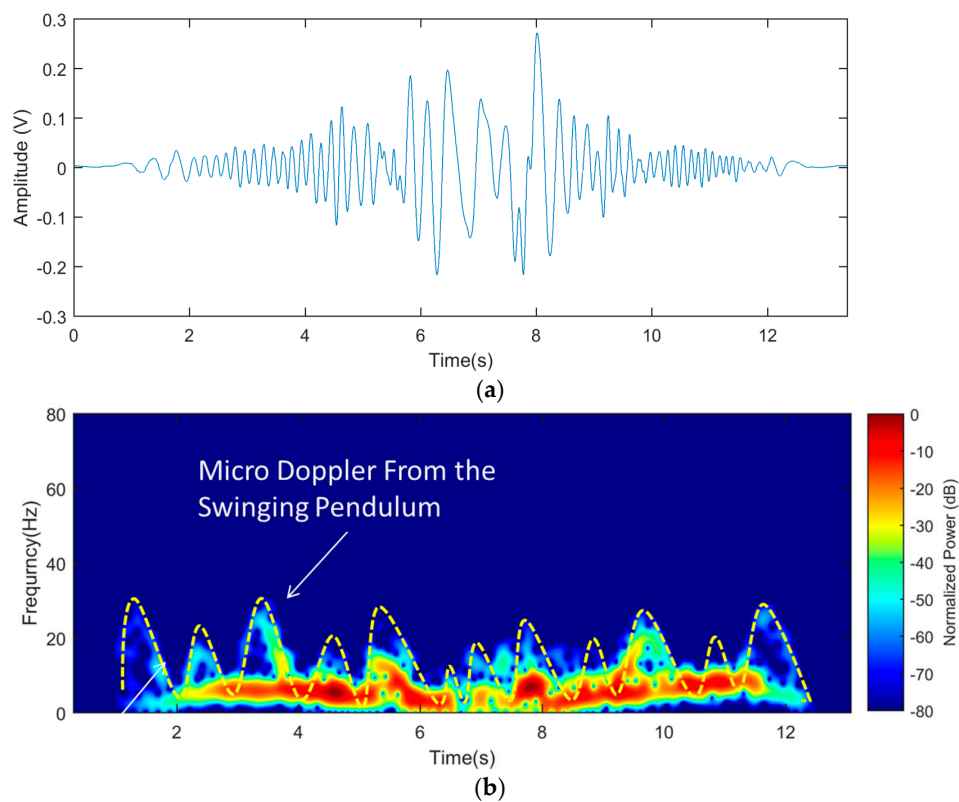 0.3
0.2
0.1
0
-0.1
-0.2
-0.3
Amplitude (V)
0 2 4 6 8 10 12
Time(s)
(a)
80
60
40
20
0
Frequrncy(Hz)
Micro Doppler From the
Swinging Pendulum
2 4 6 8 10 12
Time(s)
0
-10
-20
-30
-40
-50
-60
-70
-80
Normalized Power (dB)
(b)